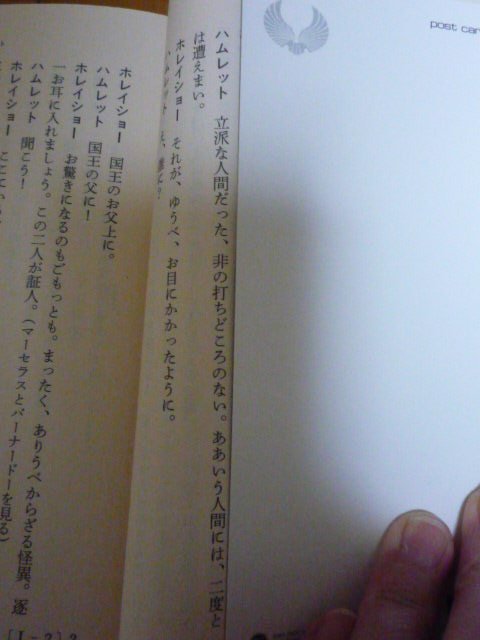 post car
ハムレット 立派な人間だった、非の打ちどころのない。ああいう人間には、二度と
は遭えまい。
ホレイショー それが、ゆうべ、お目にかかったように。
ホレイショー 国王のお父上に。
ハムレット 国王の父に!
ホレイショー お驚きになるのもごもっとも。まったく、ありうべからざる怪異。逐
一お耳に入れましょう。この二人が証人。(マーセラスとバーナードーを見る)
ハムレット 聞こう!
ホレイショー
[I-2]